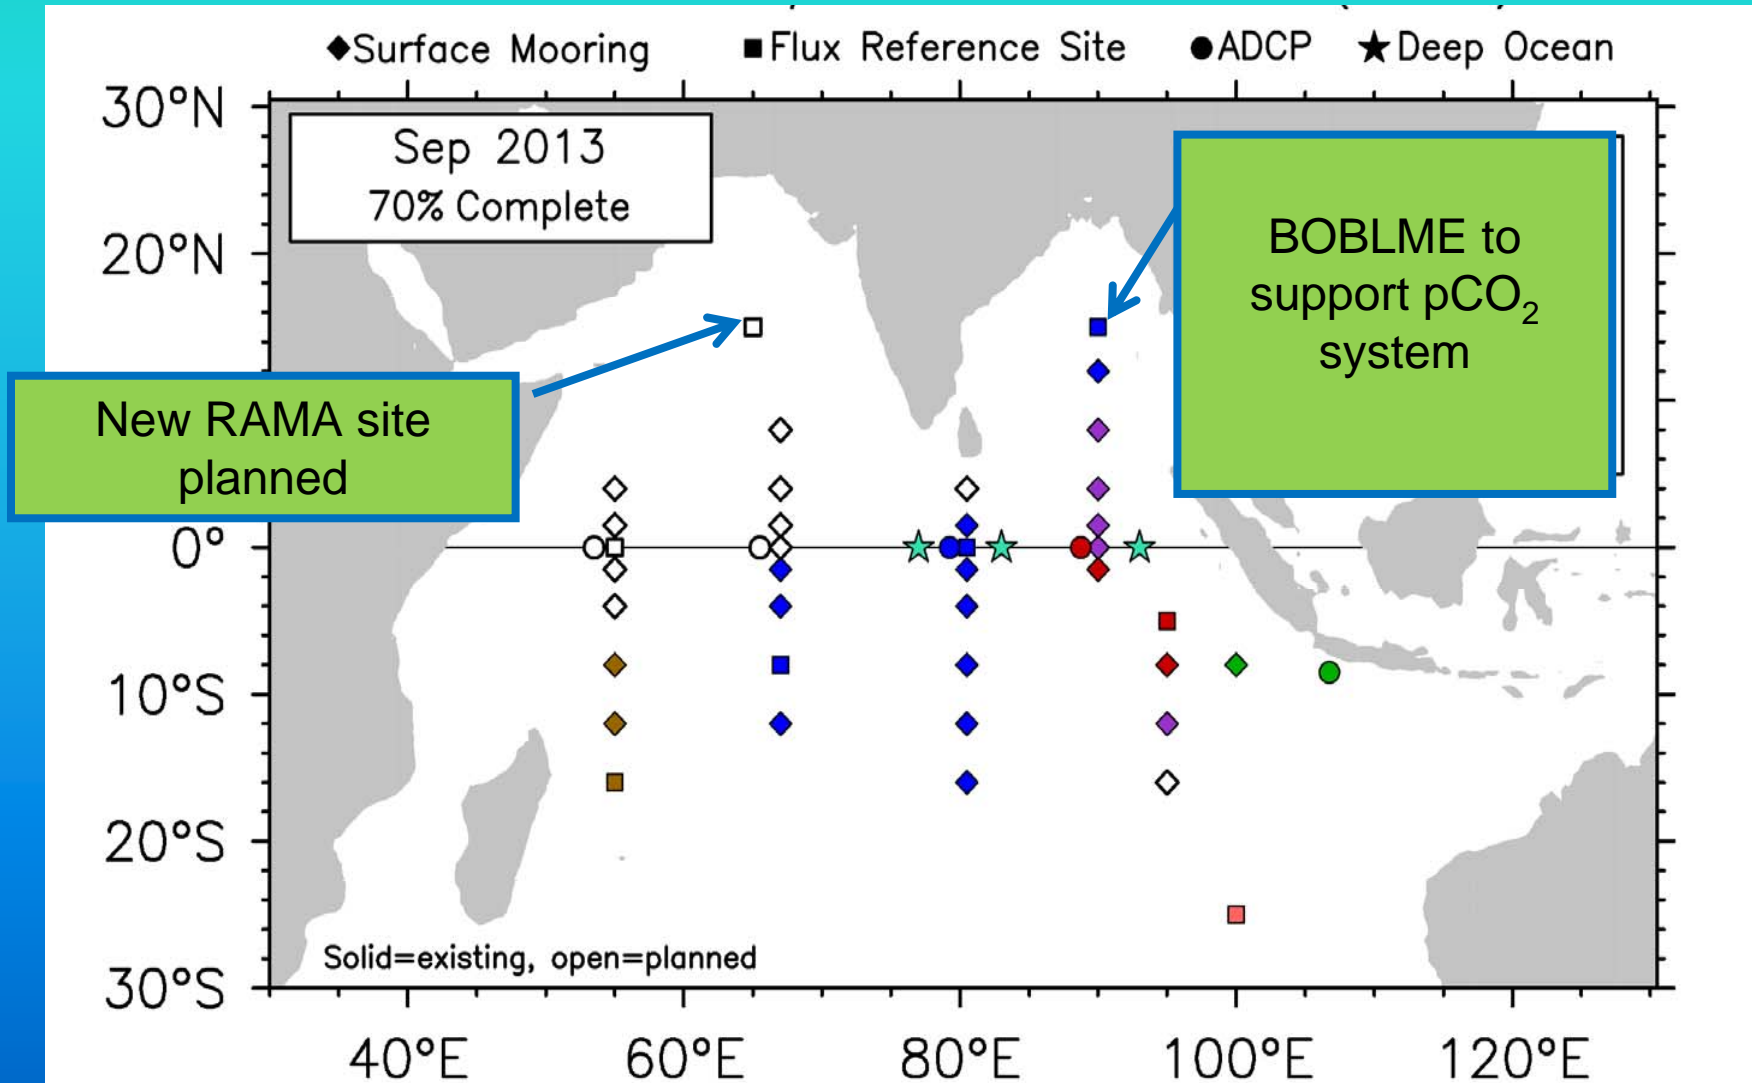 ◆Surface Mooring ■Flux Reference Site ●ADCP ★Deep Ocean
30°N
Sep 2013
70% Complete
BOBLME to
support pCO₂
system
20°N
New RAMA site
planned
0°
10°S
20°S
Solid=existing, open=planned
30°S
40°E 60°E 80°E 100°E 120°E